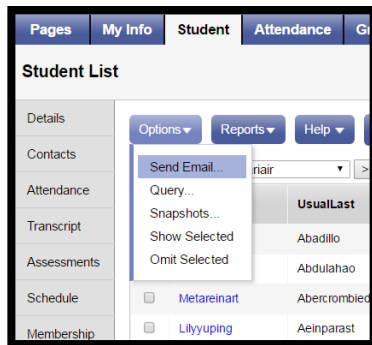 Pages My Info Student Attendance
Student List
Details
Contacts
Attendance
Transcript
Assessments
Schedule
Membership
Options Reports Help
Send Email...
Query...
Snapshots...
Show Selected
Omit Selected
UsualLast
Abadillo
Abdulahao
Metareinart Abercrombied
Lilyyuping Aeinparast